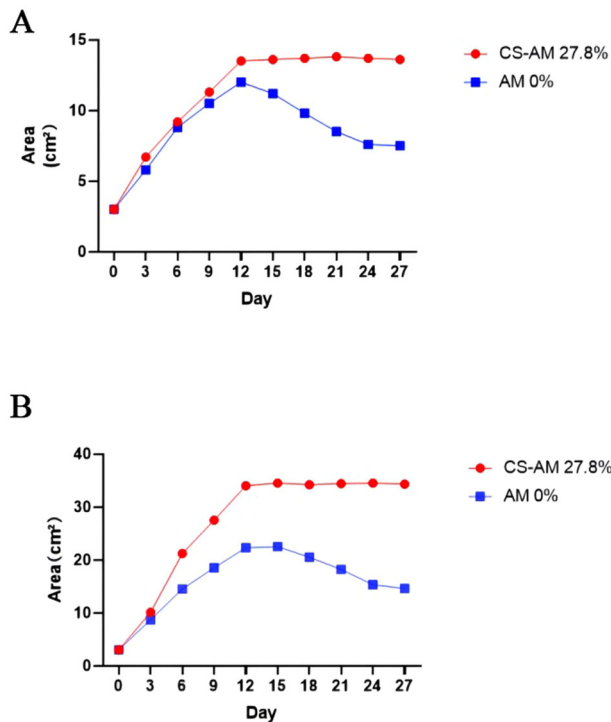 A
15
10
5
0
Area
(cm²)
0 3 6 9 12 15 18 21 24 27
Day
CS-AM 27.8%
AM 0%
B
40
30
20
10
0
Area (cm²)
0 3 6 9 12 15 18 21 24 27
Day
CS-AM 27.8%
AM 0%